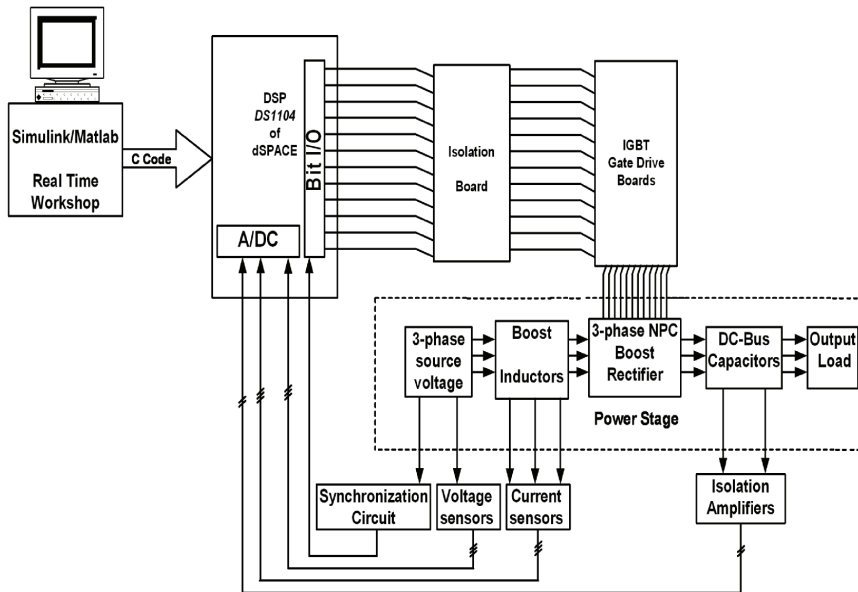 Simulink/Matlab
Real Time
Workshop
C Code
DSP
DS1104
of
dSPACE
Bit I/O
A/DC
Isolation
Board
IGBT
Gate Drive
Boards
3-phase
source
voltage
Boost
Inductors
3-phase NPC
Boost
Rectifier
DC-Bus
Capacitors
Output
Load
Power Stage
Synchronization
Circuit
Voltage
sensors
Current
sensors
Isolation
Amplifiers